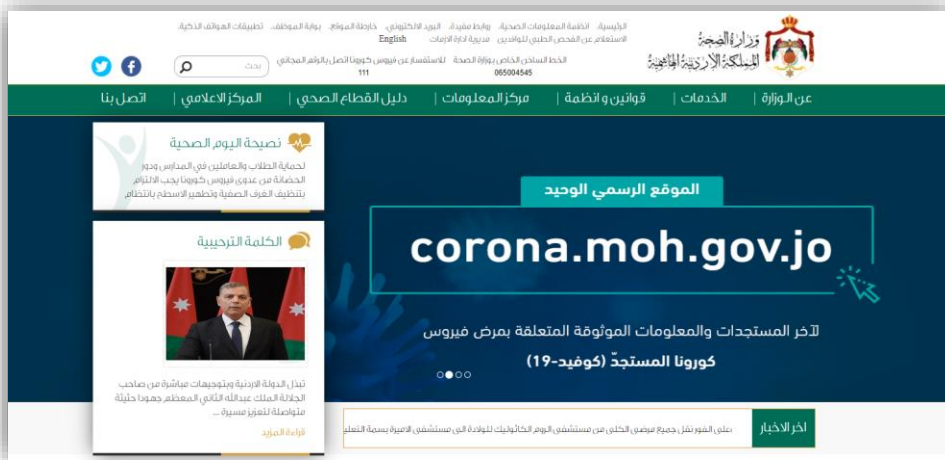 وزارة الصحة
المملكة الأردنية الهاشمية
الرئيسية. انظمة المعلومات الصحية. روابط مفيدة. البريد الالكتروني. خارطة الموقع. بوابة الموظف. تطبيقات الهواتف الذكية.
الاستعلام عن الفحص الطبي للوافدين مديرية ادارة الازمات English
الخط الساخن الخاص بوزارة الصحة للاستفسار عن فيروس كورونا اتصل بالرقم المجاني
065004545
111
بحث
عن الوزارة | الخدمات | قوانين و انظمة | مركز المعلومات | دليل القطاع الصحي | المركز الاعلامي | اتصل بنا
الموقع الرسمي الوحيد
corona.moh.gov.jo
لآخر المستجدات والمعلومات الموثوقة المتعلقة بمرض فيروس
كورونا المستجدّ (كوفيد-19)
نصيحة اليوم الصحية
لحماية الطلاب والعاملين في المدارس ودور
الحضانة من عدوى فيروس كورونا يجب الالتزام
بتنظيف الغرف الصفية وتطهير الاسطح بانتظام
الكلمة الترحيبية
تبذل الدولة الاردنية وبتوجيهات مباشرة من صاحب
الجلالة الملك عبدالله الثاني المعظم جهودا حثيثة
متواصلة لتعزيز مسيرة ...
قراءة المزيد
اخر الاخبار
على الفور نقل جميع مرضى الكلى من مستشفى الروم الكاثوليك للولادة الى مستشفى الاميرة بسمة التعلي